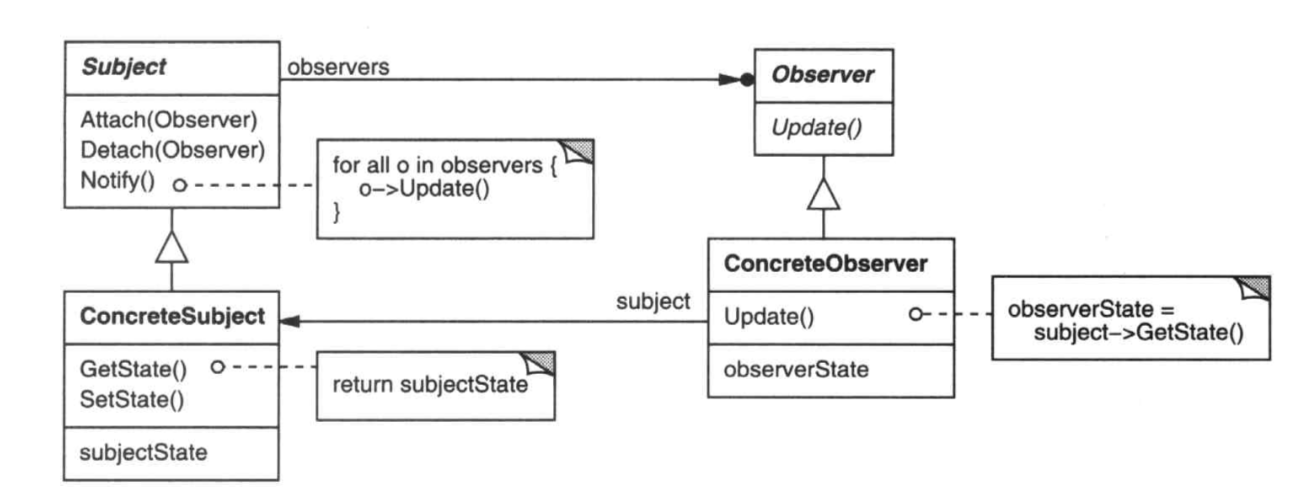 Subject
observers
Observer
Attach(Observer)
Detach(Observer)
Notify()
for all o in observers {
o->Update()
}
Update()
ConcreteObserver
Update()
observerState
observerState =
subject->GetState()
subject
ConcreteSubject
GetState()
SetState()
subjectState
return subjectState